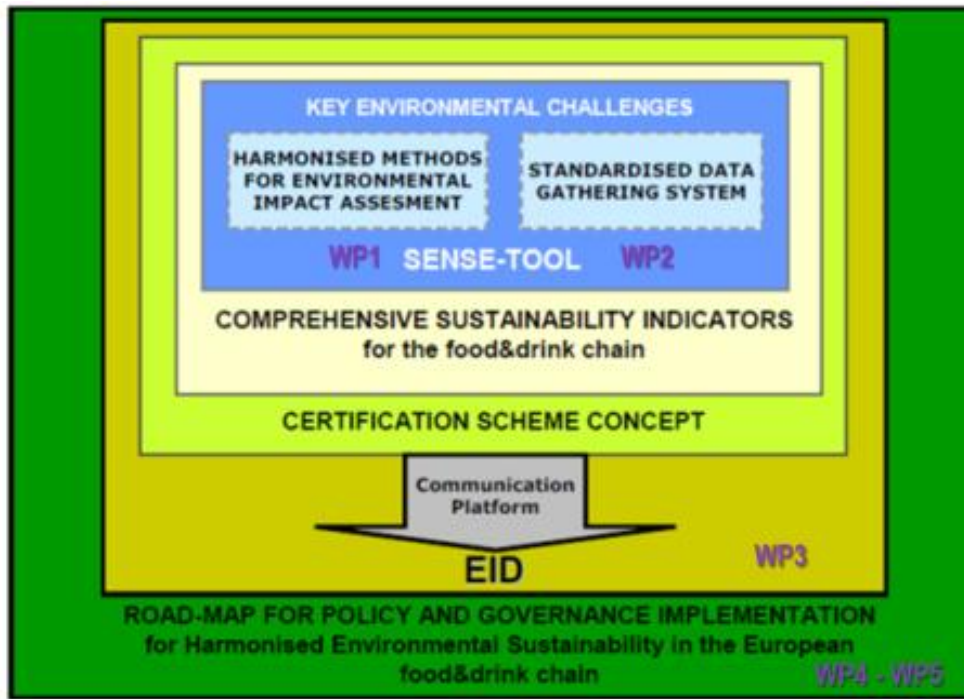 KEY ENVIRONMENTAL CHALLENGES
HARMONISED METHODS
FOR ENVIRONMENTAL
IMPACT ASSESMENT
STANDARDISED DATA
GATHERING SYSTEM
WP1 SENSE-TOOL WP2
COMPREHENSIVE SUSTAINABILITY INDICATORS
for the food&drink chain
CERTIFICATION SCHEME CONCEPT
Communication
Platform
EID
WP3
ROAD-MAP FOR POLICY AND GOVERNANCE IMPLEMENTATION
for Harmonised Environmental Sustainability in the European
food&drink chain
WP4 - WP5